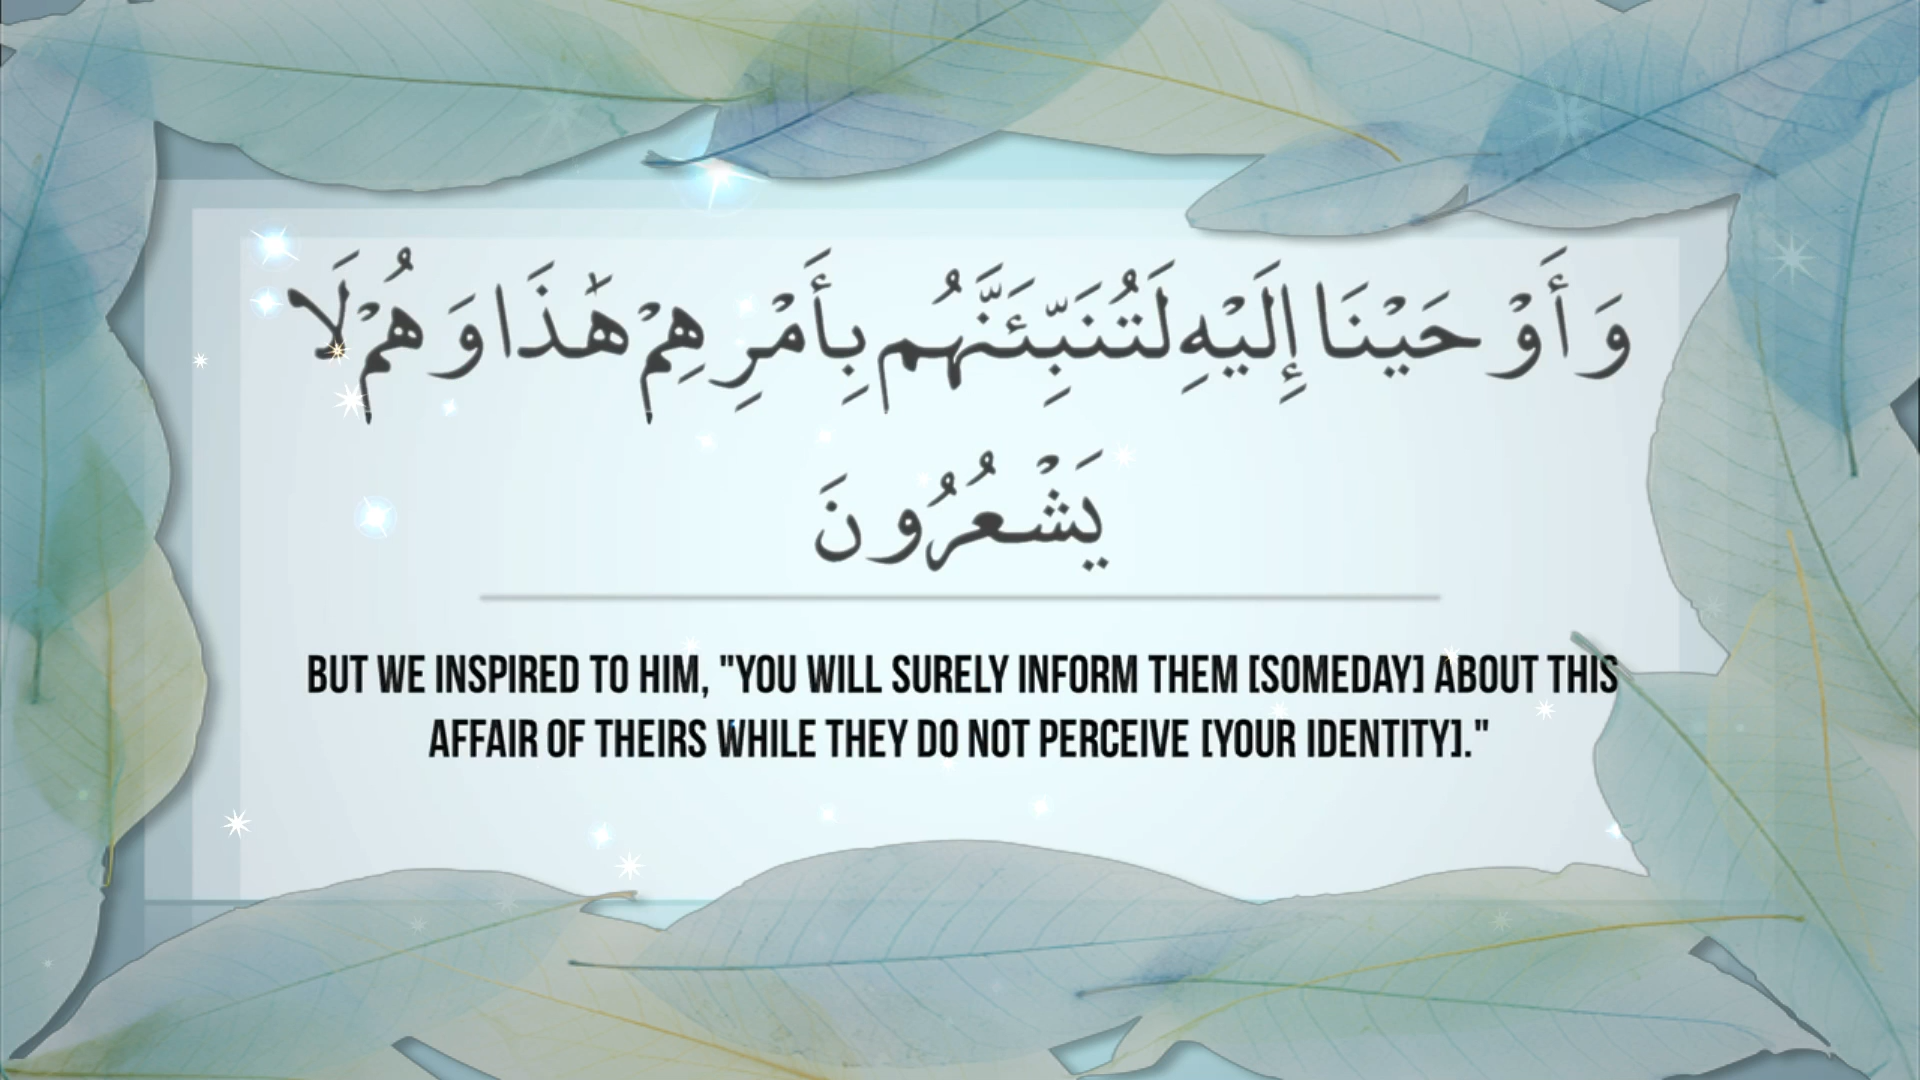 وَأَوْحَيْنَا إِلَيْهِ لَتُنَبِّئَنَّهُم بِأَمْرِهِمْ هَٰذَا وَهُمْ لَا
يَشْعُرُونَ
BUT WE INSPIRED TO HIM, "YOU WILL SURELY INFORM THEM [SOMEDAY] ABOUT THIS
AFFAIR OF THEIRS WHILE THEY DO NOT PERCEIVE [YOUR IDENTITY]."